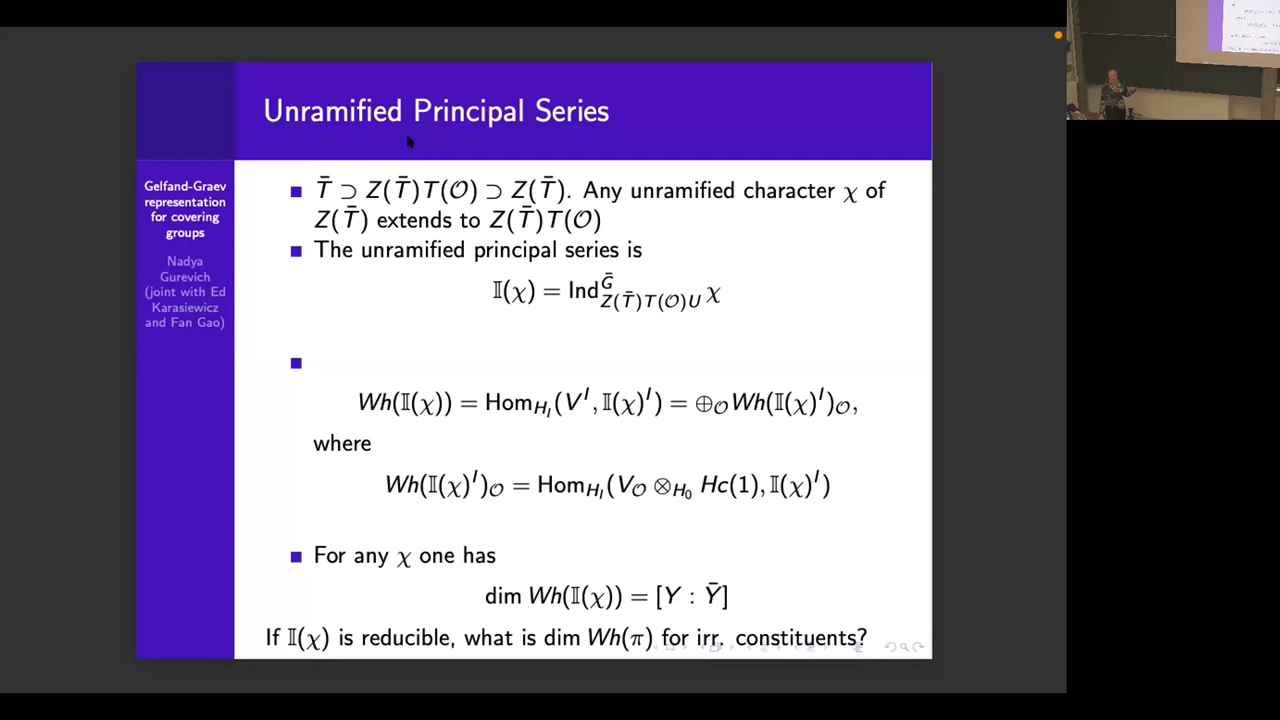 Unramified Principal Series
Gelfand-Graev
representation
for covering
groups
Nadya
Gurevich
(joint with Ed
Karasiewicz
and Fan Gao)
T̄ ⊃ Z(T̄)T(𝒪) ⊃ Z(T̄). Any unramified character χ of
Z(T̄) extends to Z(T̄)T(𝒪)
The unramified principal series is
𝕀(χ) = Ind^{Ḡ}_{Z(T̄)T(𝒪)U} χ
Wh(𝕀(χ)) = Hom_{H_I}(V^I, 𝕀(χ)^I) = ⊕_𝒪 Wh(𝕀(χ)^I)_𝒪,
where
Wh(𝕀(χ)^I)_𝒪 = Hom_{H_I}(V_𝒪 ⊗_{H_0} Hc(1), 𝕀(χ)^I)
For any χ one has
dim Wh(𝕀(χ)) = [Y : Ȳ]
If 𝕀(χ) is reducible, what is dim Wh(π) for irr. constituents?